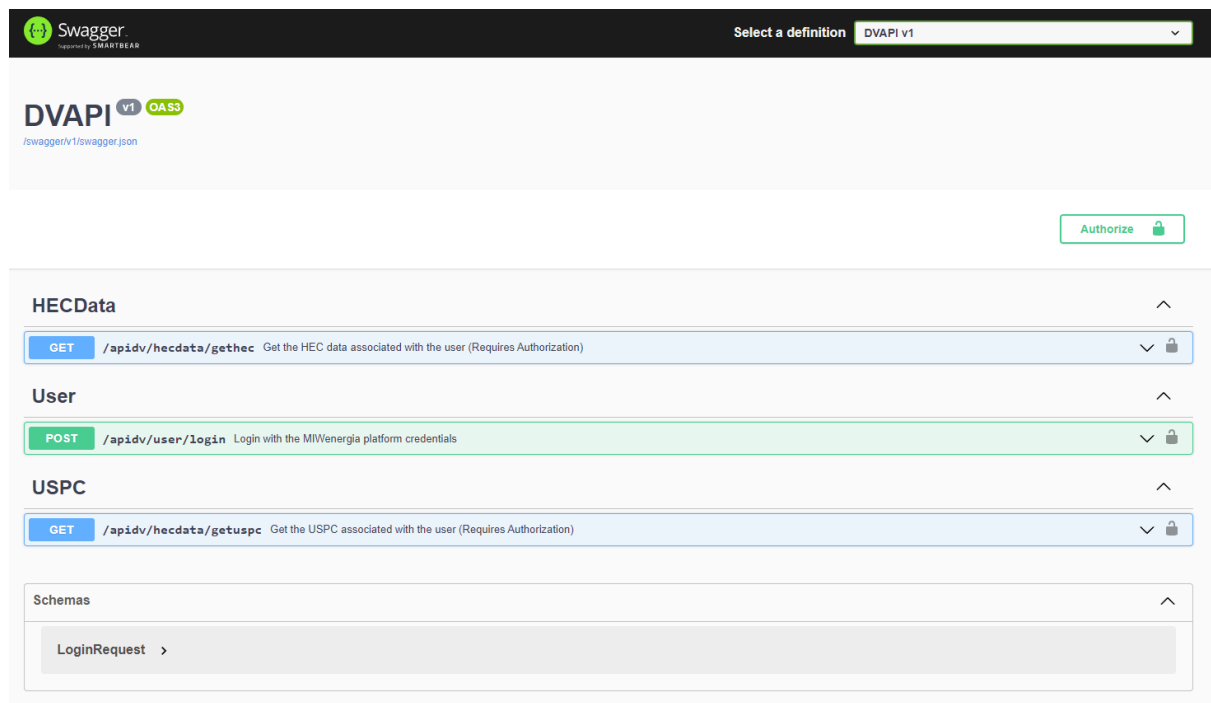 Swagger.
Supported by SMARTBEAR
Select a definition DVAPI v1
DVAPI v1 OAS3
/swagger/v1/swagger.json
Authorize
HECData
GET /apidv/hecdata/gethec Get the HEC data associated with the user (Requires Authorization)
User
POST /apidv/user/login Login with the MIWenergia platform credentials
USPC
GET /apidv/hecdata/getuspc Get the USPC associated with the user (Requires Authorization)
Schemas
LoginRequest